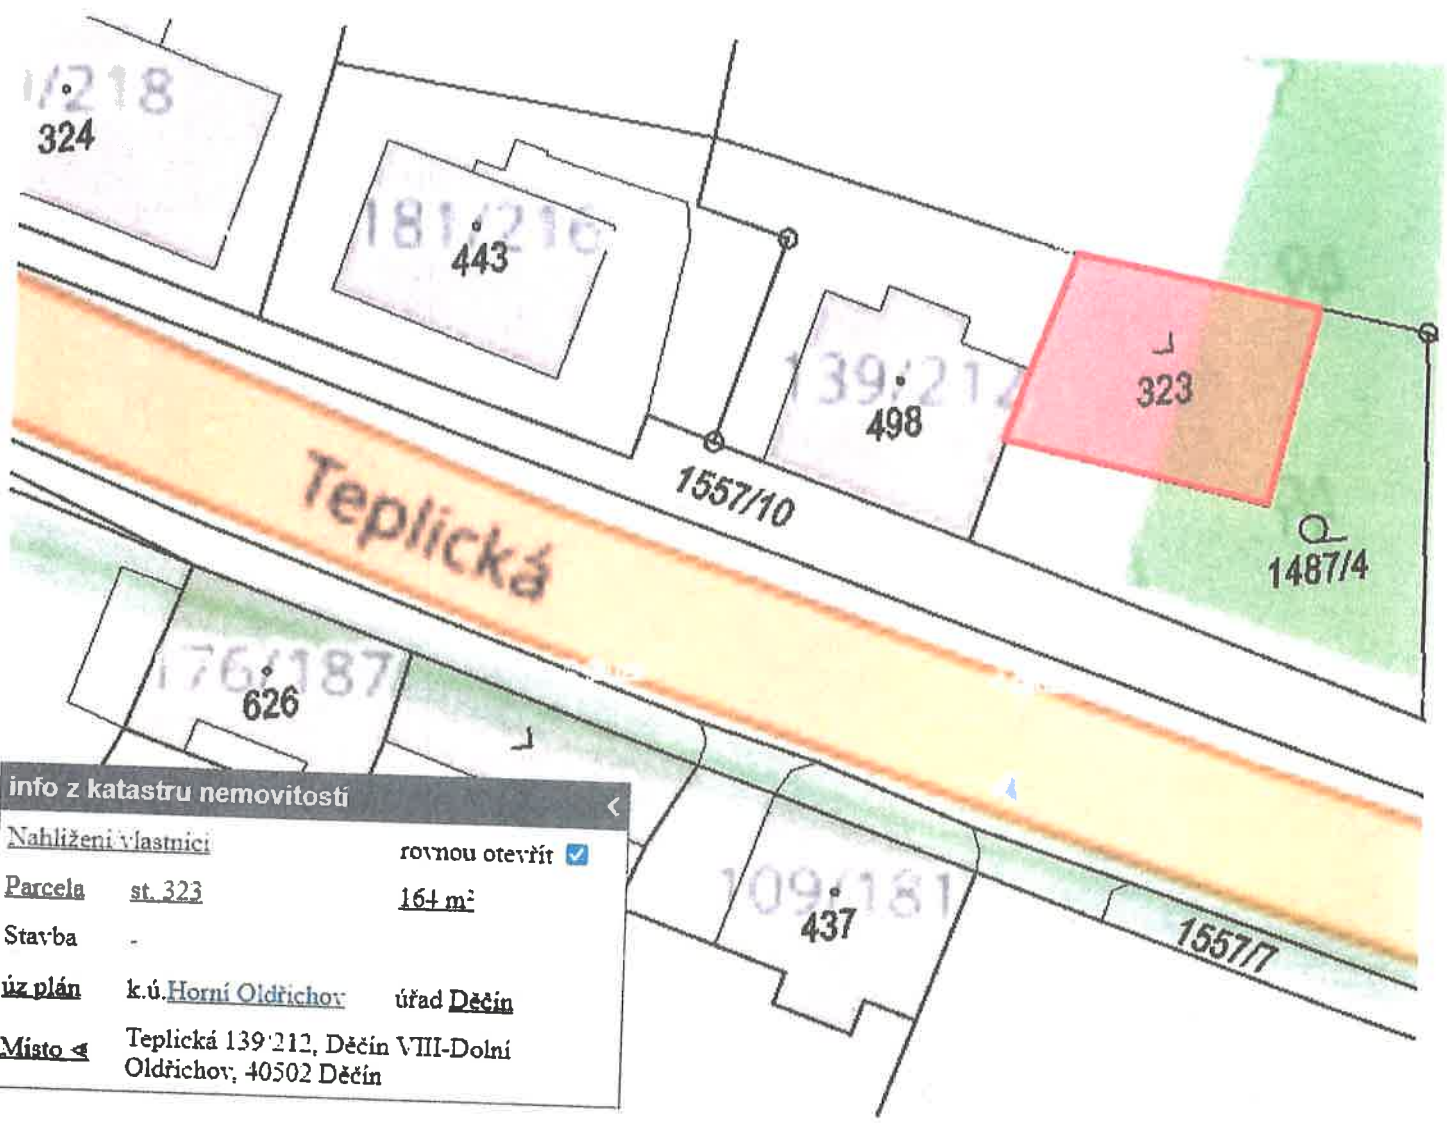 324
181/216
443
139/212
498
323
1557/10
Teplická
1487/4
176/187
626
109/181
437
1557/7
info z katastru nemovitostí
Nahlížení vlastníci rovnou otevřít
Parcela st. 323 164 m²
Stavba -
úz plán k.ú.Horní Oldřichov úřad Děčín
Místo Teplická 139/212, Děčín VIII-Dolní
Oldřichov, 40502 Děčín